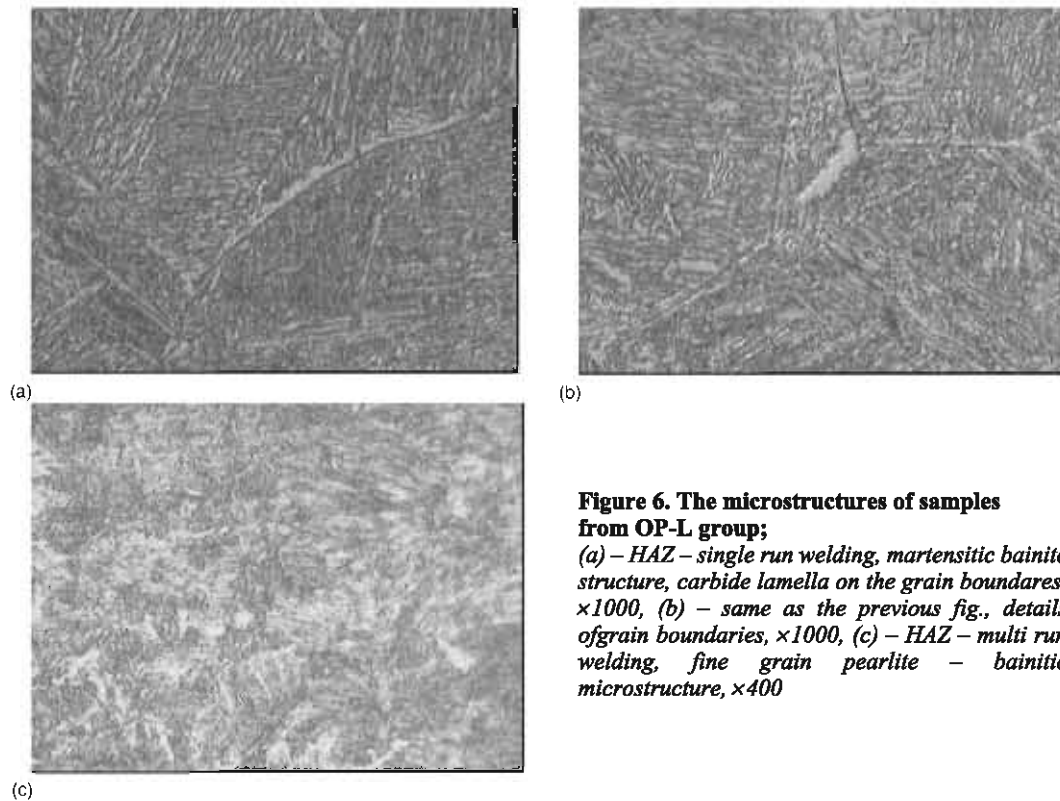 (a)
(b)
(c)
Figure 6. The microstructures of samples
from OP-L group;
(a) – HAZ – single run welding, martensitic bainite
structure, carbide lamella on the grain boundares
×1000, (b) – same as the previous fig., detail
ofgrain boundaries, ×1000, (c) – HAZ – multi run
welding, fine grain pearlite – bainitic
microstructure, ×400